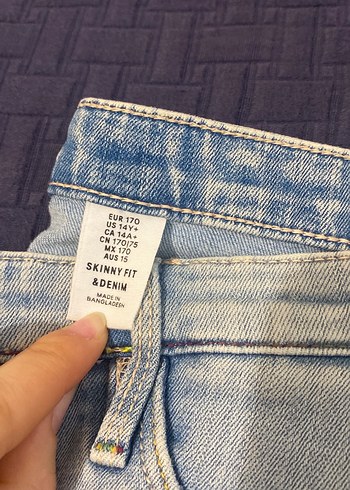 EUR 170
US 14Y+
CA 14A+
CN 170|75
MX 170
AUS 15
SKINNY FIT
&DENIM
MADE IN
BANGLADESH